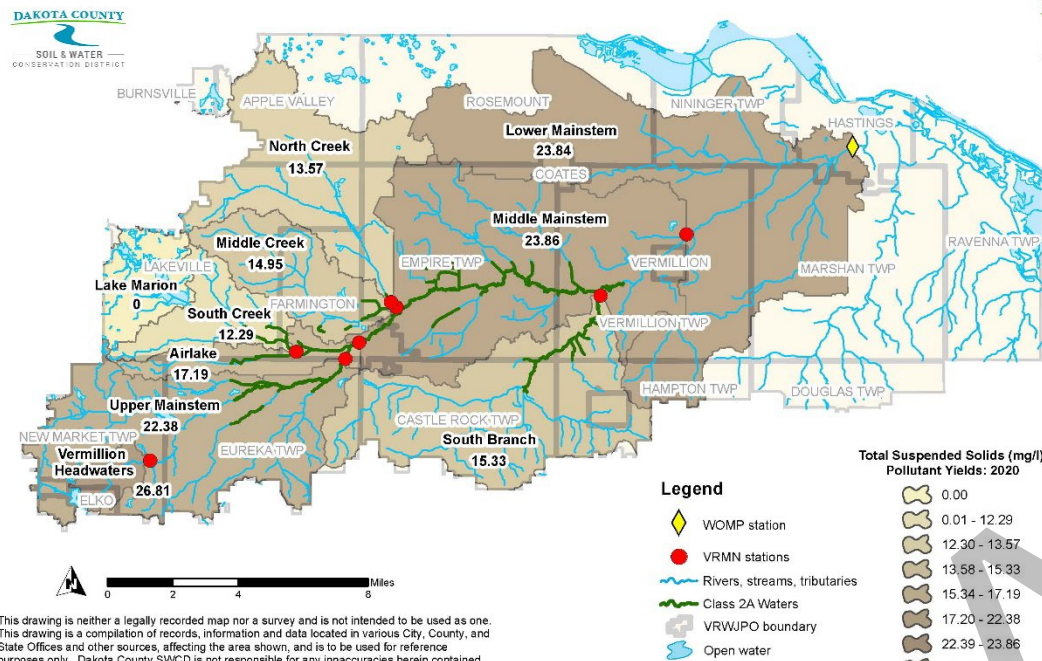 DAKOTA COUNTY
SOIL & WATER
CONSERVATION DISTRICT
BURNSVILLE
APPLE VALLEY
ROSEMOUNT
NININGER TWP
HASTINGS
Lower Mainstem
23.84
North Creek
13.57
COATES
Middle Mainstem
23.86
Middle Creek
14.95
EMPIRE TWP
VERMILLION
RAVENNA TWP
MARSHAN TWP
LAKEVILLE
Lake Marion
0
FARMINGTON
South Creek
12.29
VERMILLION TWP
Airlake
17.19
HAMPTON TWP
DOUGLAS TWP
Upper Mainstem
22.38
CASTLE ROCK TWP
NEW MARKET TWP
EUREKA TWP
South Branch
15.33
Vermillion
Headwaters
26.81
ELKO
Legend
WOMP station
VRMN stations
Rivers, streams, tributaries
Class 2A Waters
VRWJPO boundary
Open water
Total Suspended Solids (mg/l)
Pollutant Yields: 2020
0.00
0.01 - 12.29
12.30 - 13.57
13.58 - 15.33
15.34 - 17.19
17.20 - 22.38
22.39 - 23.86
N
Miles
0 2 4 8
This drawing is neither a legally recorded map nor a survey and is not intended to be used as one.
This drawing is a compilation of records, information and data located in various City, County, and
State Offices and other sources, affecting the area shown, and is to be used for reference
purposes only. Dakota County SWCD is not responsible for any inaccuracies herein contained.